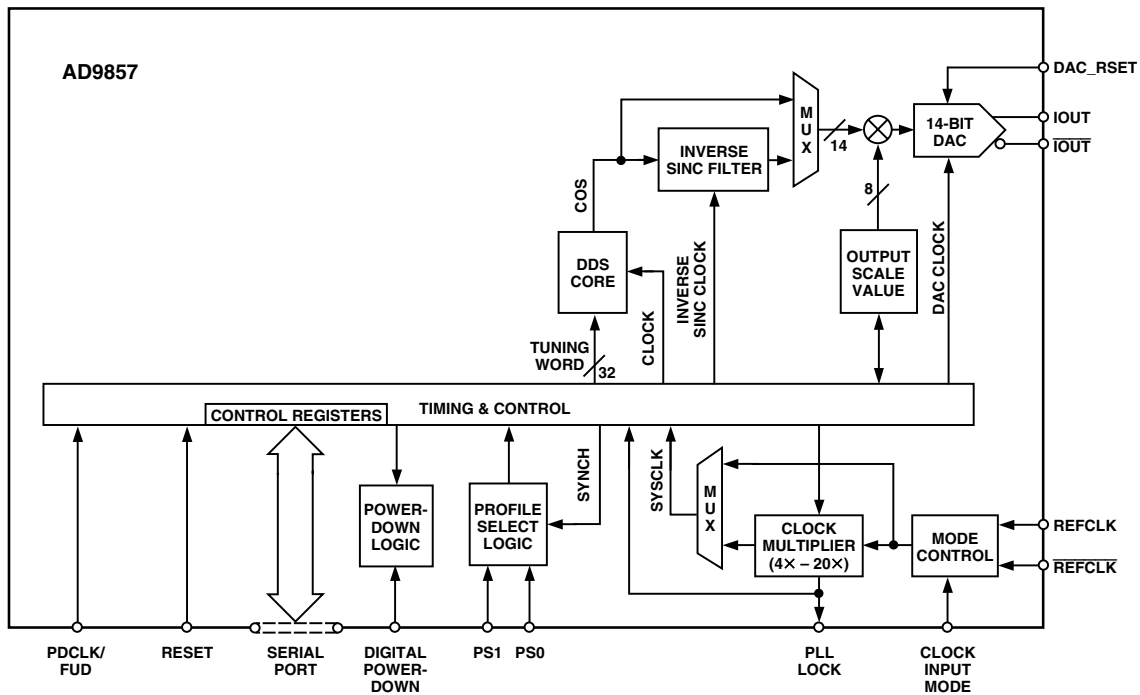 AD9857
DAC_RSET
IOUT
IOUT
14-BIT
DAC
MUX
14
8
INVERSE
SINC FILTER
COS
DDS
CORE
TUNING
WORD
32
CLOCK
INVERSE
SINC CLOCK
OUTPUT
SCALE
VALUE
DAC CLOCK
TIMING & CONTROL
CONTROL REGISTERS
POWER-
DOWN
LOGIC
PROFILE
SELECT
LOGIC
SYNCH
SYSCLK
MUX
CLOCK
MULTIPLIER
(4× – 20×)
MODE
CONTROL
REFCLK
REFCLK
PDCLK/
FUD
RESET
SERIAL
PORT
DIGITAL
POWER-
DOWN
PS1
PS0
PLL
LOCK
CLOCK
INPUT
MODE